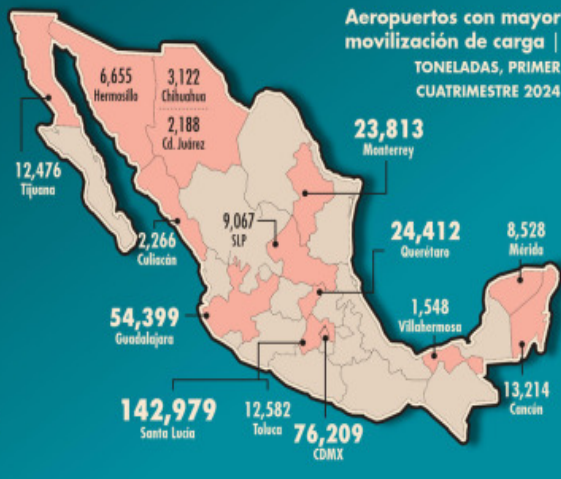 Aeropuertos con mayor
movilización de carga |
TONELADAS, PRIMER
CUATRIMESTRE 2024
6,655
Hermosillo
3,122
Chihuahua
2,188
Cd. Juárez
23,813
Monterrey
12,476
Tijuana
2,266
Culiacán
9,067
SLP
24,412
Querétaro
8,528
Mérida
54,399
Guadalajara
1,548
Villahermosa
13,214
Cancún
142,979
Santa Lucía
12,582
Toluca
76,209
CDMX